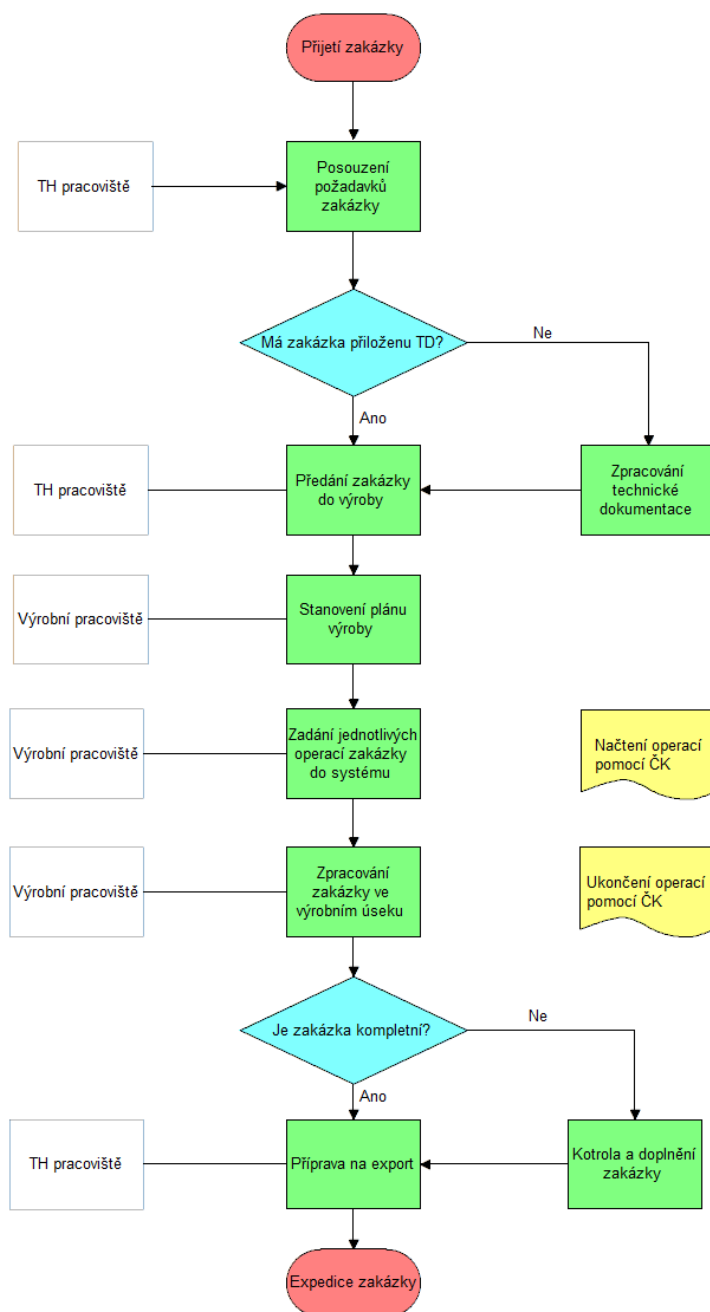 Přijetí zakázky
TH pracoviště
Posouzení
požadavků
zakázky
Má zakázka přiloženu TD?
Ne
Ano
TH pracoviště
Předání zakázky
do výroby
Zpracování
technické
dokumentace
Výrobní pracoviště
Stanovení plánu
výroby
Výrobní pracoviště
Zadání jednotlivých
operací zakázky
do systému
Načtení operací
pomocí ČK
Výrobní pracoviště
Zpracování
zakázky ve
výrobním úseku
Ukončení operací
pomocí ČK
Je zakázka kompletní?
Ne
Ano
TH pracoviště
Příprava na export
Kotrola a doplnění
zakázky
Expedice zakázky